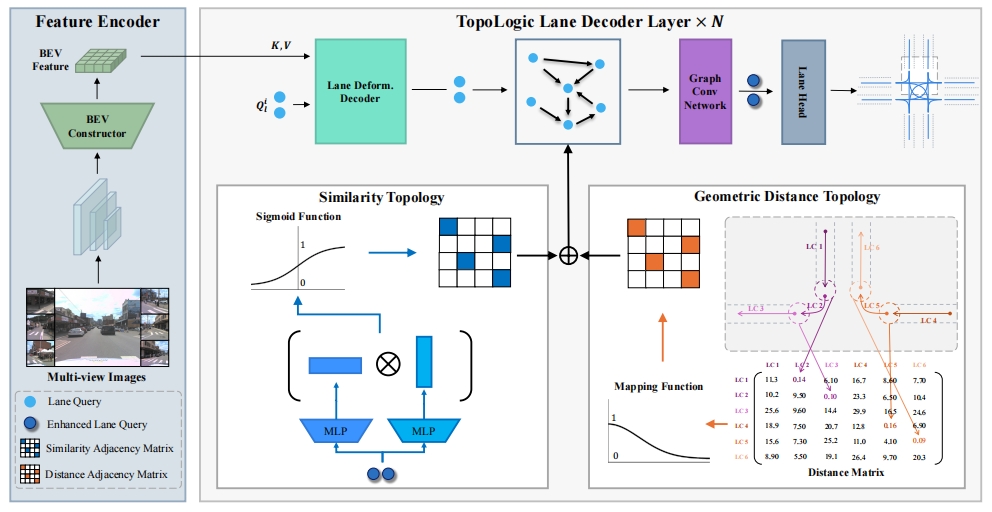 Feature Encoder
BEV
Feature
BEV
Constructor
Multi-view Images
Lane Query
Enhanced Lane Query
Similarity Adjacency Matrix
Distance Adjacency Matrix
TopoLogic Lane Decoder Layer × N
K,V
Q_l^i
Lane Deform.
Decoder
Graph
Conv
Network
Lane Head
Similarity Topology
Sigmoid Function
1
0
MLP
MLP
Geometric Distance Topology
LC 1
LC 6
LC 2
LC 5
LC 3
LC 4
Mapping Function
1
0
LC 1 LC 2 LC 3 LC 4 LC 5 LC 6
LC 1 11.3 0.14 6.10 16.7 8.60 7.70
LC 2 10.2 9.50 0.10 23.3 6.50 10.4
LC 3 25.6 9.60 14.4 29.9 16.5 24.6
LC 4 18.9 7.50 20.7 12.8 0.16 6.90
LC 5 15.6 7.30 25.2 11.0 4.10 0.09
LC 6 8.90 5.50 19.1 26.4 9.70 20.3
Distance Matrix